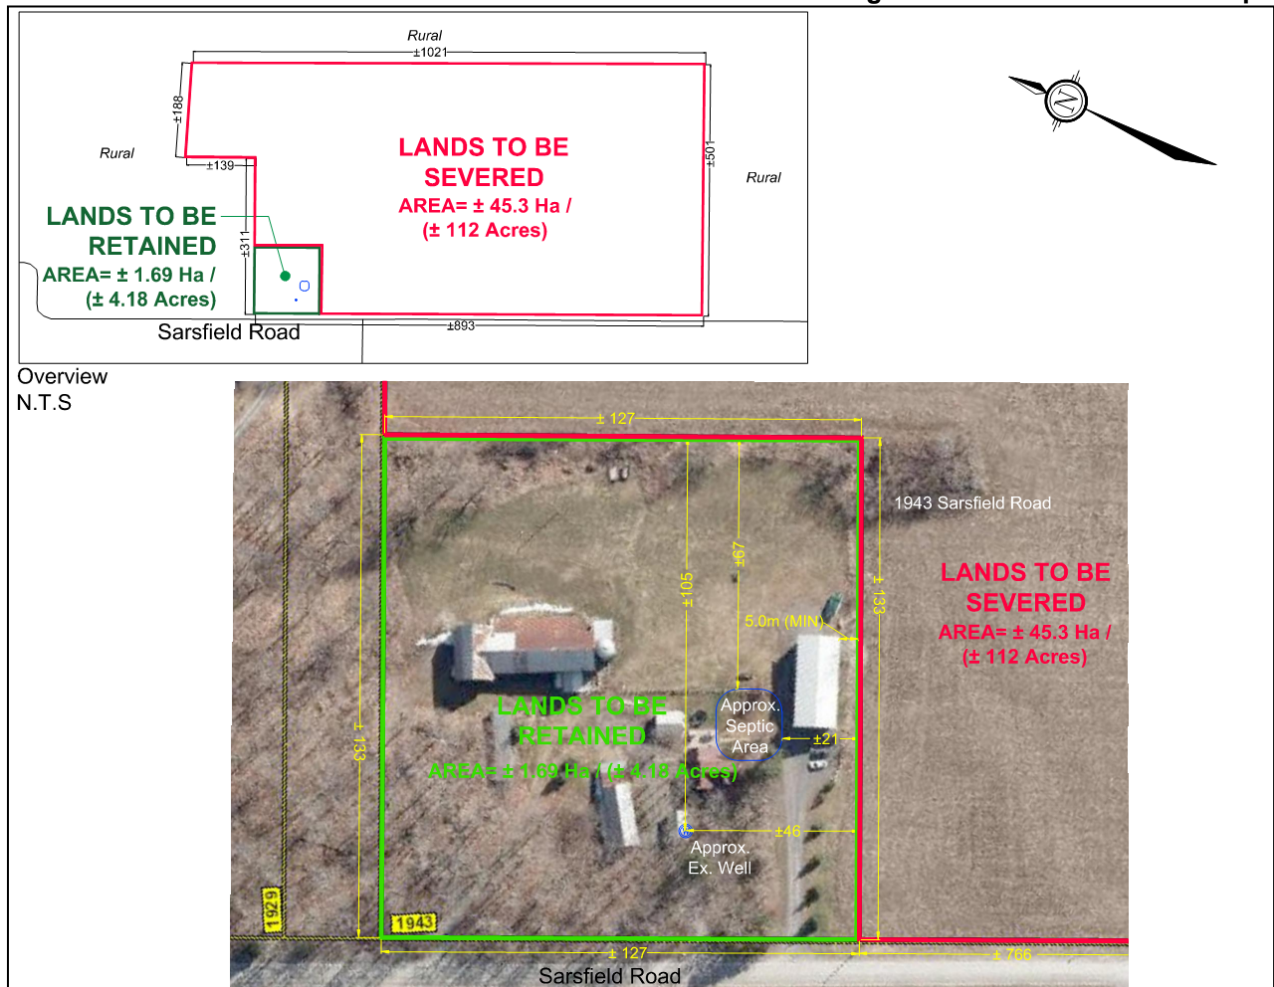 Rural
±1021
±188
Rural
±139
LANDS TO BE
SEVERED
AREA= ± 45.3 Ha /
(± 112 Acres)
±501
Rural
N
LANDS TO BE
RETAINED
AREA= ± 1.69 Ha /
(± 4.18 Acres)
±311
Sarsfield Road
±893
Overview
N.T.S
± 127
1943 Sarsfield Road
±105
±67
± 133
5.0m (MIN)
LANDS TO BE
SEVERED
AREA= ± 45.3 Ha /
(± 112 Acres)
LANDS TO BE
RETAINED
AREA= ± 1.69 Ha / (± 4.18 Acres)
Approx.
Septic
Area
±21
± 133
±46
Approx.
Ex. Well
1929
1943
± 127
± 766
Sarsfield Road